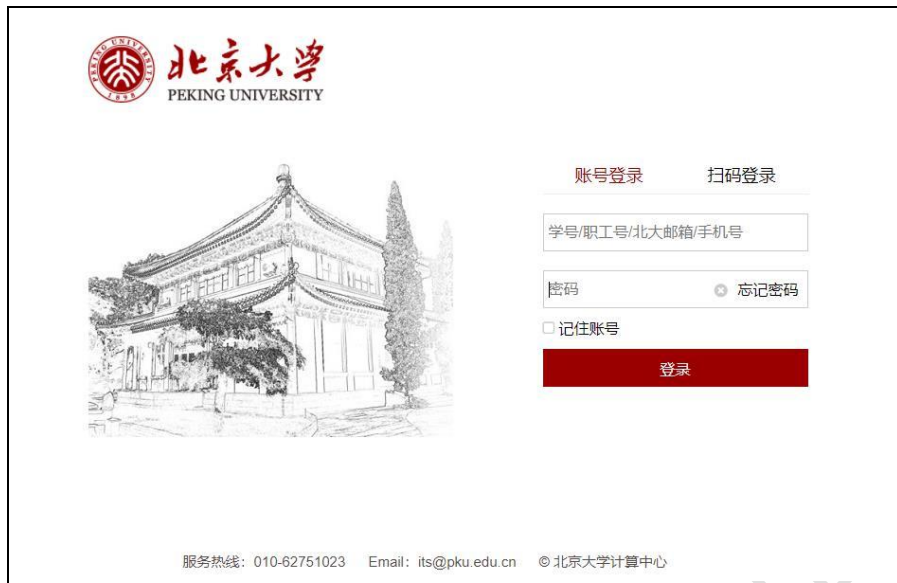 PEKING UNIVERSITY
1898
北京大学
PEKING UNIVERSITY
账号登录 扫码登录
学号/职工号/北大邮箱/手机号
密码 忘记密码
记住账号
登录
服务热线：010-62751023 Email：its@pku.edu.cn © 北京大学计算中心